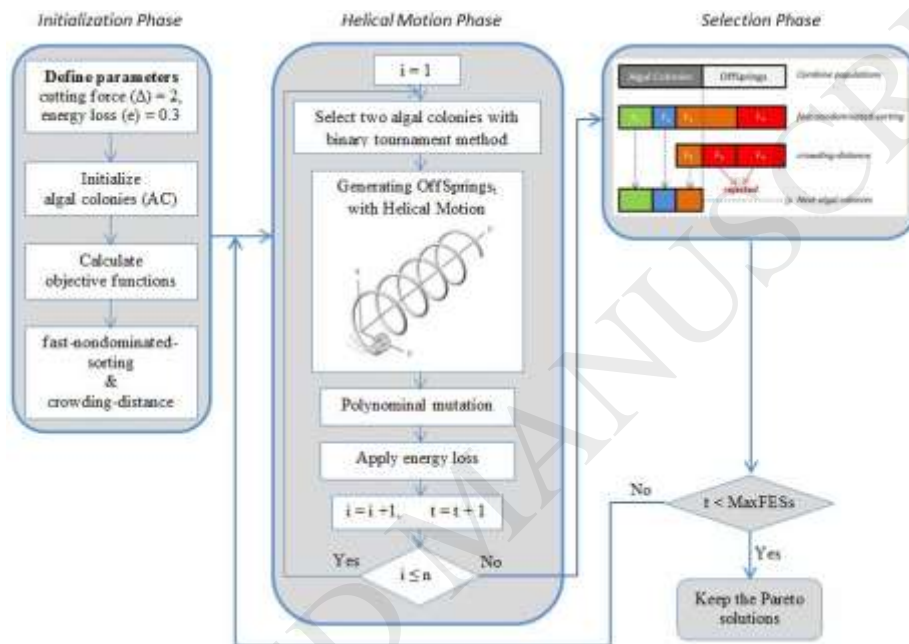 Initialization Phase
Define parameters
cutting force (Δ) = 2,
energy loss (e) = 0.3
Initialize
algal colonies (AC)
Calculate
objective functions
fast-nondominated-
sorting
&
crowding-distance
Helical Motion Phase
i = 1
Select two algal colonies with
binary tournament method
Generating OffSprings,
with Helical Motion
Polynominal mutation
Apply energy loss
i = i +1, t = t + 1
Yes
i ≤ n
No
Selection Phase
Algal Colonies
OffSprings
Combine populations
fast-nondominated-sorting
crowding-distance
rejected
Next algal colonies
No
t < MaxFESs
Yes
Keep the Pareto
solutions